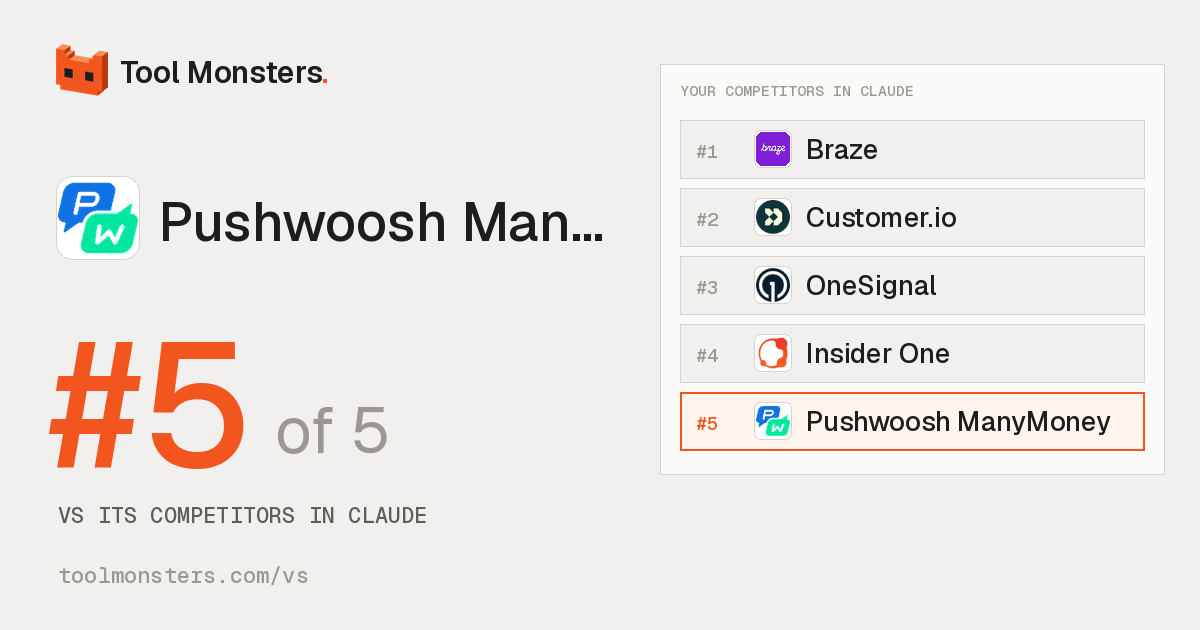 Tool Monsters.
Pushwoosh Man...
#5 of 5
VS ITS COMPETITORS IN CLAUDE
toolmonsters.com/vs
YOUR COMPETITORS IN CLAUDE
#1 braze Braze
#2 Customer.io
#3 OneSignal
#4 Insider One
#5 Pushwoosh ManyMoney